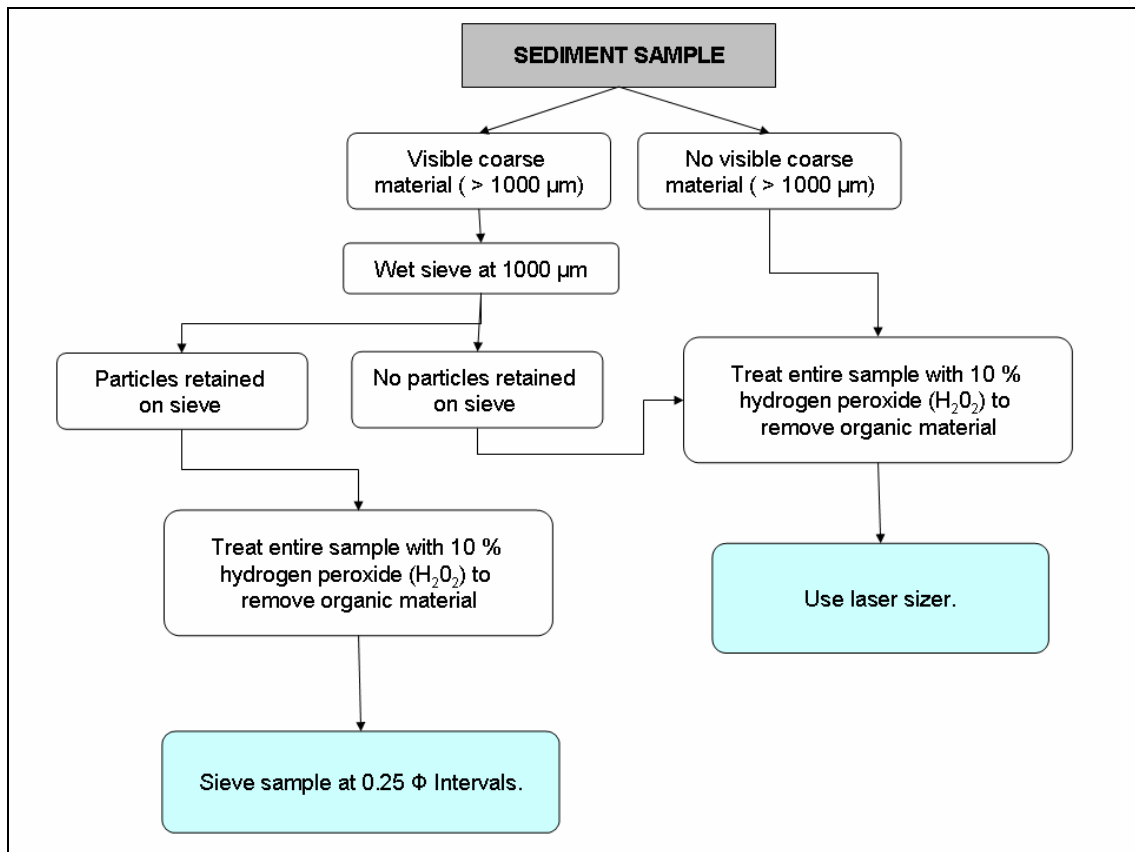 SEDIMENT SAMPLE
Visible coarse
material ( > 1000 µm)
No visible coarse
material ( > 1000 µm)
Wet sieve at 1000 µm
Particles retained
on sieve
No particles retained
on sieve
Treat entire sample with 10 %
hydrogen peroxide (H₂0₂) to
remove organic material
Treat entire sample with 10 %
hydrogen peroxide (H₂0₂) to
remove organic material
Use laser sizer.
Sieve sample at 0.25 Φ Intervals.